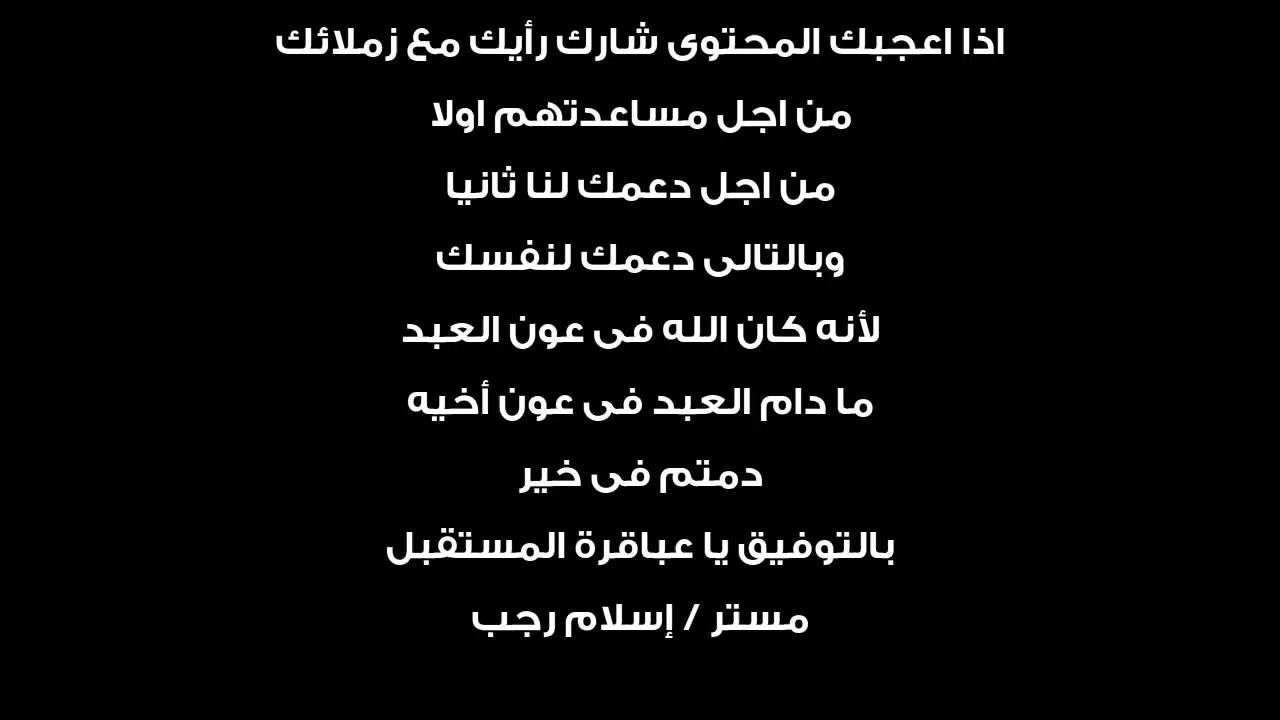 اذا اعجبك المحتوى شارك رأيك مع زملائك
من اجل مساعدتهم اولا
من اجل دعمك لنا ثانيا
وبالتالى دعمك لنفسك
لأنه كان الله فى عون العبد
ما دام العبد فى عون أخيه
دمتم فى خير
بالتوفيق يا عباقرة المستقبل
مستر / إسلام رجب